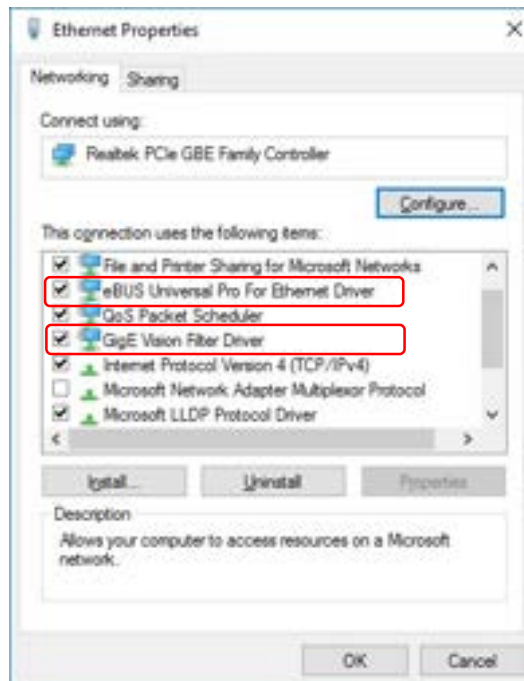 Ethernet Properties
Networking Sharing
Connect using:
Realtek PCIe GBE Family Controller
Configure...
This connection uses the following items:
File and Printer Sharing for Microsoft Networks
eBUS Universal Pro For Ethernet Driver
QoS Packet Scheduler
GigE Vision Filter Driver
Internet Protocol Version 4 (TCP/IPv4)
Microsoft Network Adapter Multiplexor Protocol
Microsoft LLDP Protocol Driver
Install... Uninstall Properties
Description
Allows your computer to access resources on a Microsoft
network.
OK Cancel